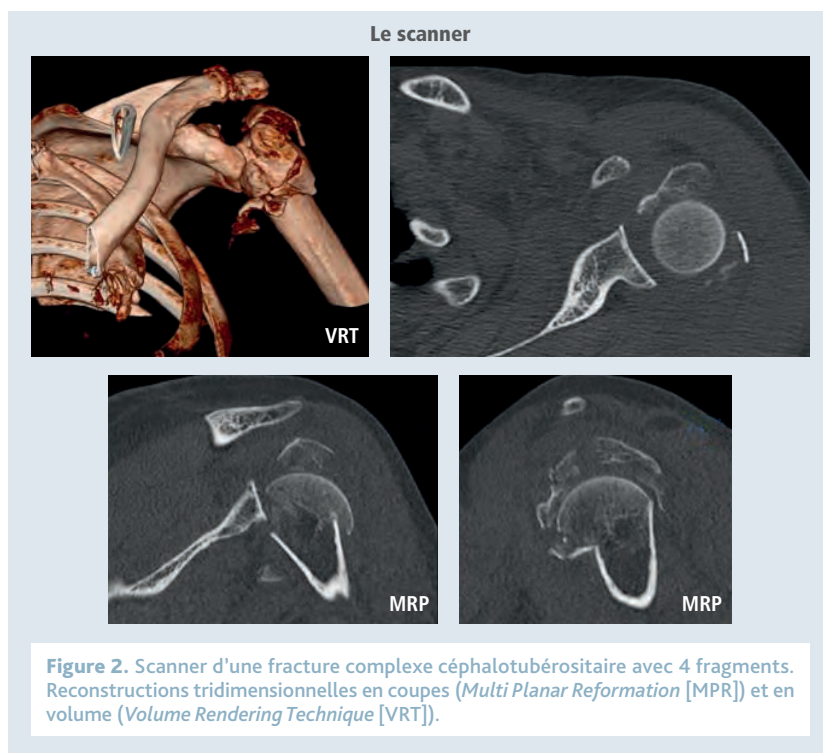 Le scanner
VRT
MRP
MRP
Figure 2. Scanner d'une fracture complexe céphalotubérositaire avec 4 fragments.
Reconstructions tridimensionnelles en coupes (Multi Planar Reformation [MPR]) et en
volume (Volume Rendering Technique [VRT]).